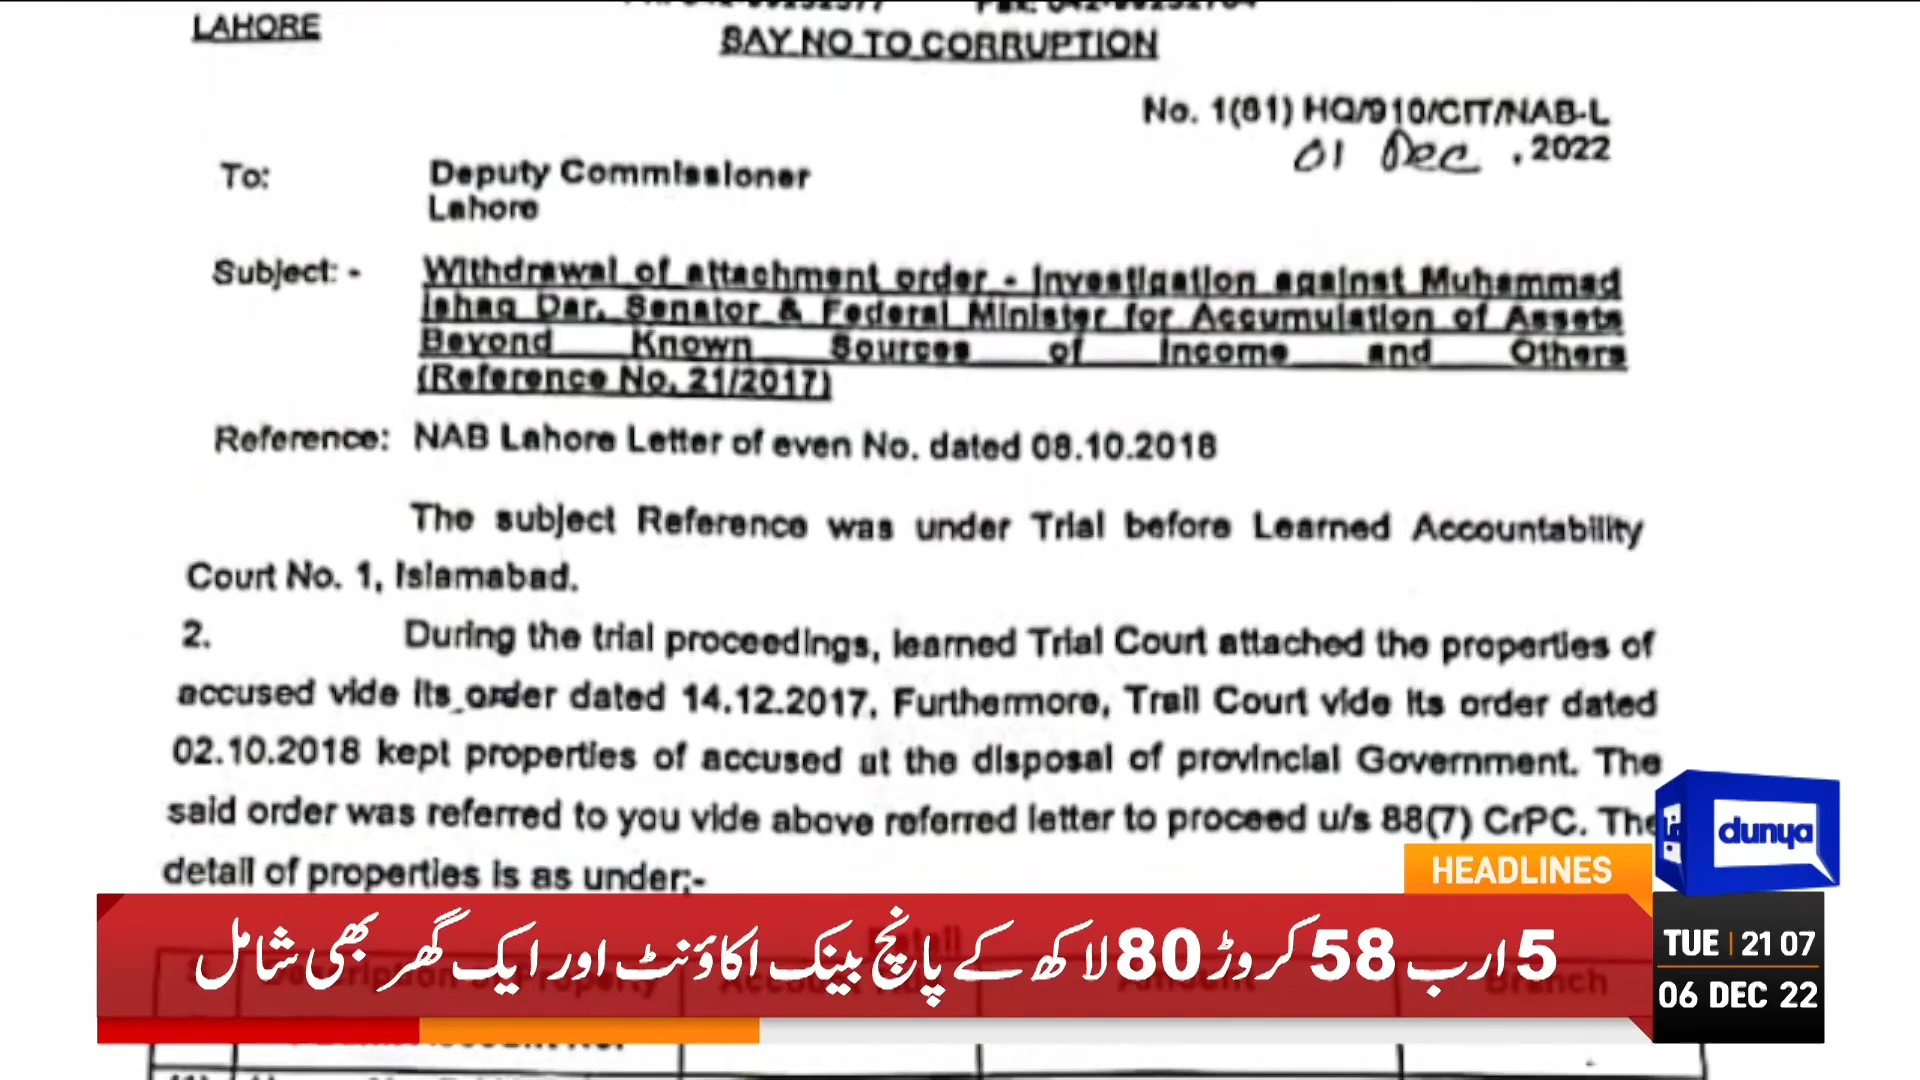 LAHORE
SAY NO TO CORRUPTION
No. 1(81) HQ/910/CIT/NAB-L
01 Dec , 2022
To: Deputy Commissioner
Lahore
Subject: - Withdrawal of attachment order - Investigation against Muhammad
Ishaq Dar, Senator & Federal Minister for Accumulation of Assets
Beyond Known Sources of Income and Others
(Reference No. 21/2017)
Reference: NAB Lahore Letter of even No. dated 08.10.2018
The subject Reference was under Trial before Learned Accountability
Court No. 1, Islamabad.
2. During the trial proceedings, learned Trial Court attached the properties of
accused vide its order dated 14.12.2017. Furthermore, Trail Court vide its order dated
02.10.2018 kept properties of accused at the disposal of provincial Government. The
said order was referred to you vide above referred letter to proceed u/s 88(7) CrPC. The
detail of properties is as under:-
dunya
HEADLINES
5 ارب 58 کروڑ 80 لاکھ کے پانچ بینک اکاؤنٹ اور ایک گھر بھی شامل
TUE 21 07
06 DEC 22
Description of Property Amount Branch